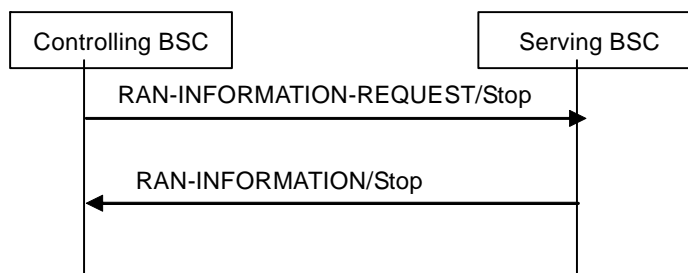 Controlling BSC
Serving BSC
RAN-INFORMATION-REQUEST/Stop
RAN-INFORMATION/Stop